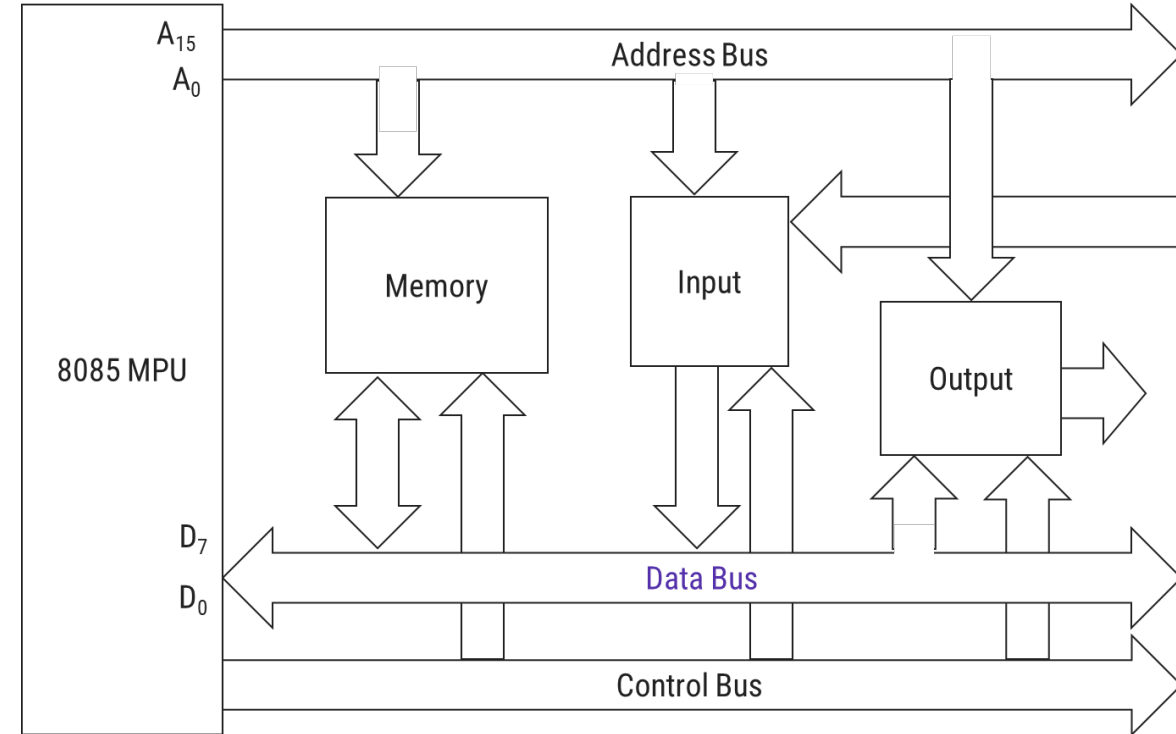 A₁₅
Address Bus
A₀
Memory
Input
8085 MPU
Output
D₇
Data Bus
D₀
Control Bus